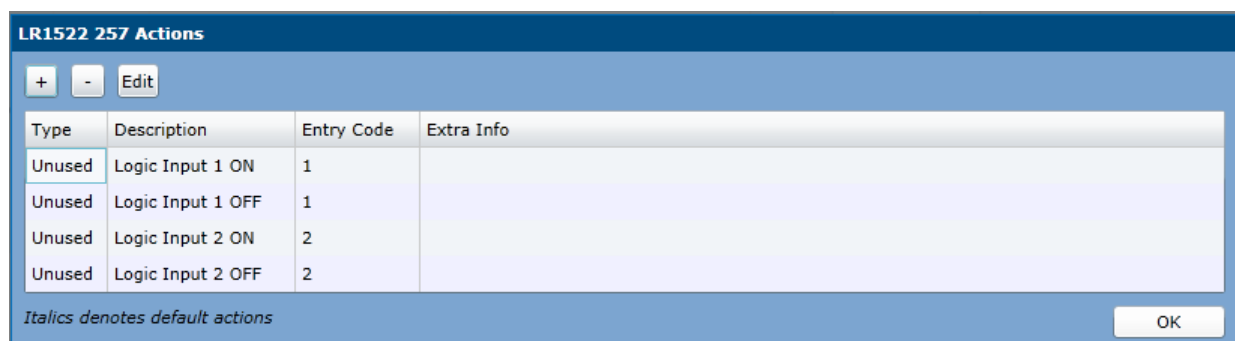 LR1522 257 Actions
+ - Edit
Type Description Entry Code Extra Info
Unused Logic Input 1 ON 1
Unused Logic Input 1 OFF 1
Unused Logic Input 2 ON 2
Unused Logic Input 2 OFF 2
Italics denotes default actions OK